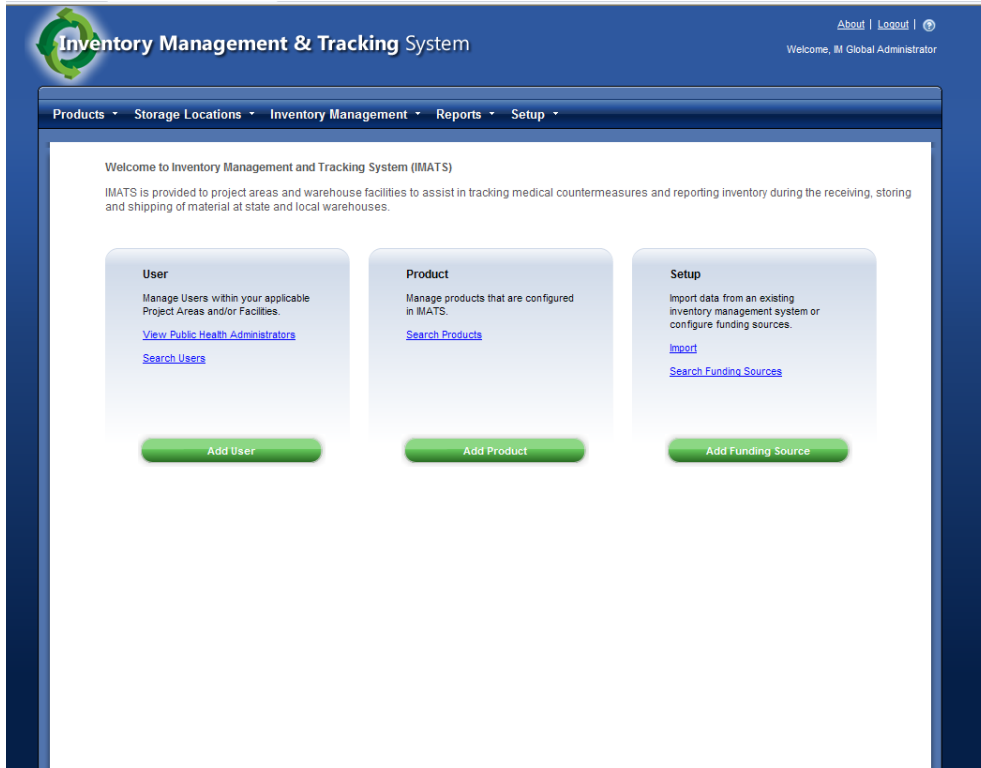 About | Logout |
Inventory Management & Tracking System
Welcome, IM Global Administrator
Products Storage Locations Inventory Management Reports Setup
Welcome to Inventory Management and Tracking System (IMATS)
IMATS is provided to project areas and warehouse facilities to assist in tracking medical countermeasures and reporting inventory during the receiving, storing
and shipping of material at state and local warehouses.
User
Manage Users within your applicable
Project Areas and/or Facilities.
View Public Health Administrators
Search Users
Add User
Product
Manage products that are configured
in IMATS.
Search Products
Add Product
Setup
Import data from an existing
inventory management system or
configure funding sources.
Import
Search Funding Sources
Add Funding Source